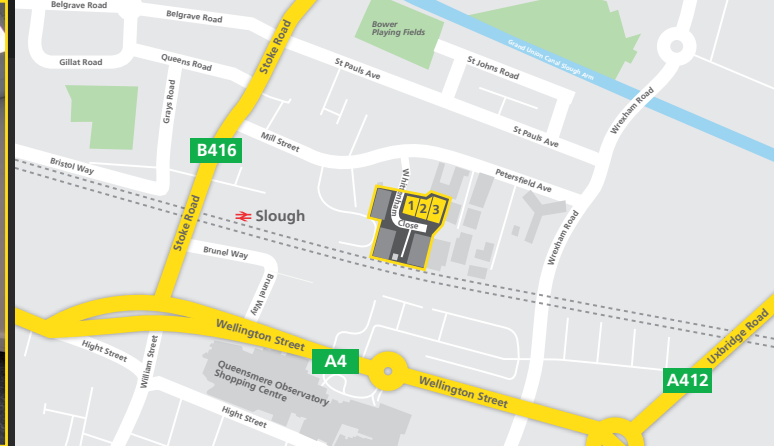 Belgrave Road
Belgrave Road
Gillat Road
Queens Road
Grays Road
Stoke Road
Bower
Playing Fields
St Pauls Ave
St Johns Road
Grand Union Canal Slough Arm
Wrexham Road
St Pauls Ave
B416
Mill Street
Bristol Way
Petersfield Ave
Whittenham
Close
1
2
3
Slough
Stoke Road
Wrexham Road
Brunel Way
Brunel Way
Wellington Street
A4
High Street
William Street
Queensmere Observatory
Shopping Centre
High Street
Wellington Street
Uxbridge Road
A412